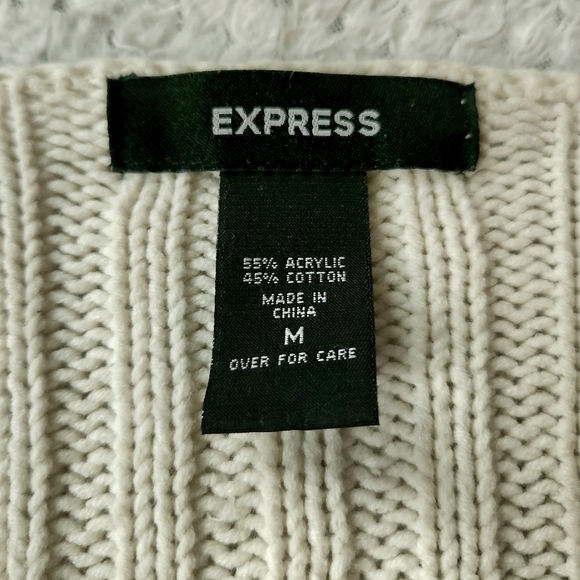 EXPRESS
55% ACRYLIC
45% COTTON
MADE IN
CHINA
M
OVER FOR CARE